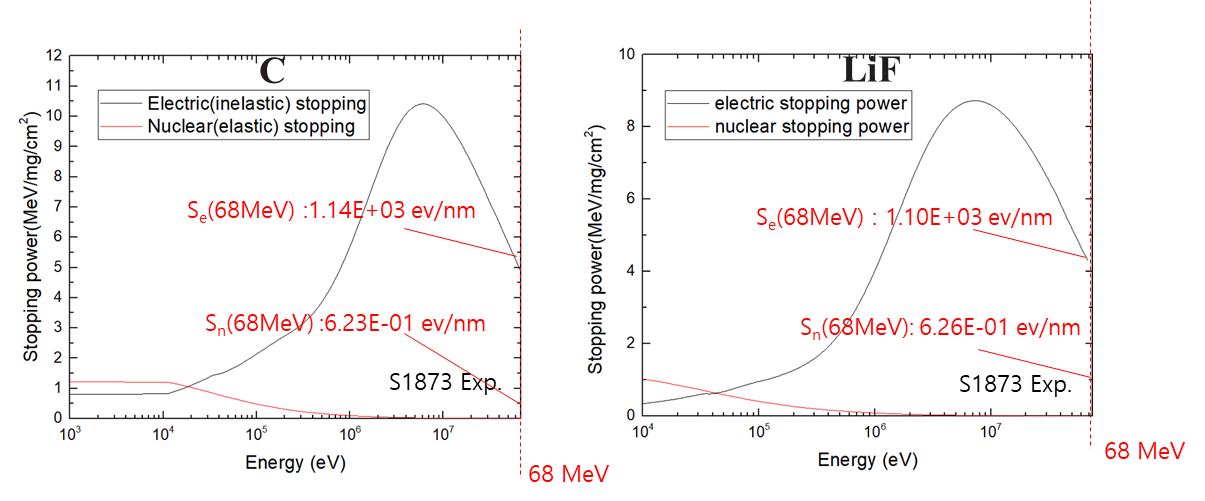 C
Electric(inelastic) stopping
Nuclear(elastic) stopping
Stopping power(MeV/mg/cm²)
12
11
10
9
8
7
6
5
4
3
2
1
0
Se(68MeV) :1.14E+03 ev/nm
Sn(68MeV) :6.23E-01 ev/nm
S1873 Exp.
10³ 10⁴ 10⁵ 10⁶ 10⁷
Energy (eV)
68 MeV
LiF
electric stopping power
nuclear stopping power
Stopping power(MeV/mg/cm²)
10
8
6
4
2
0
Se(68MeV) : 1.10E+03 ev/nm
Sn(68MeV): 6.26E-01 ev/nm
S1873 Exp.
10⁴ 10⁵ 10⁶ 10⁷
Energy (eV)
68 MeV